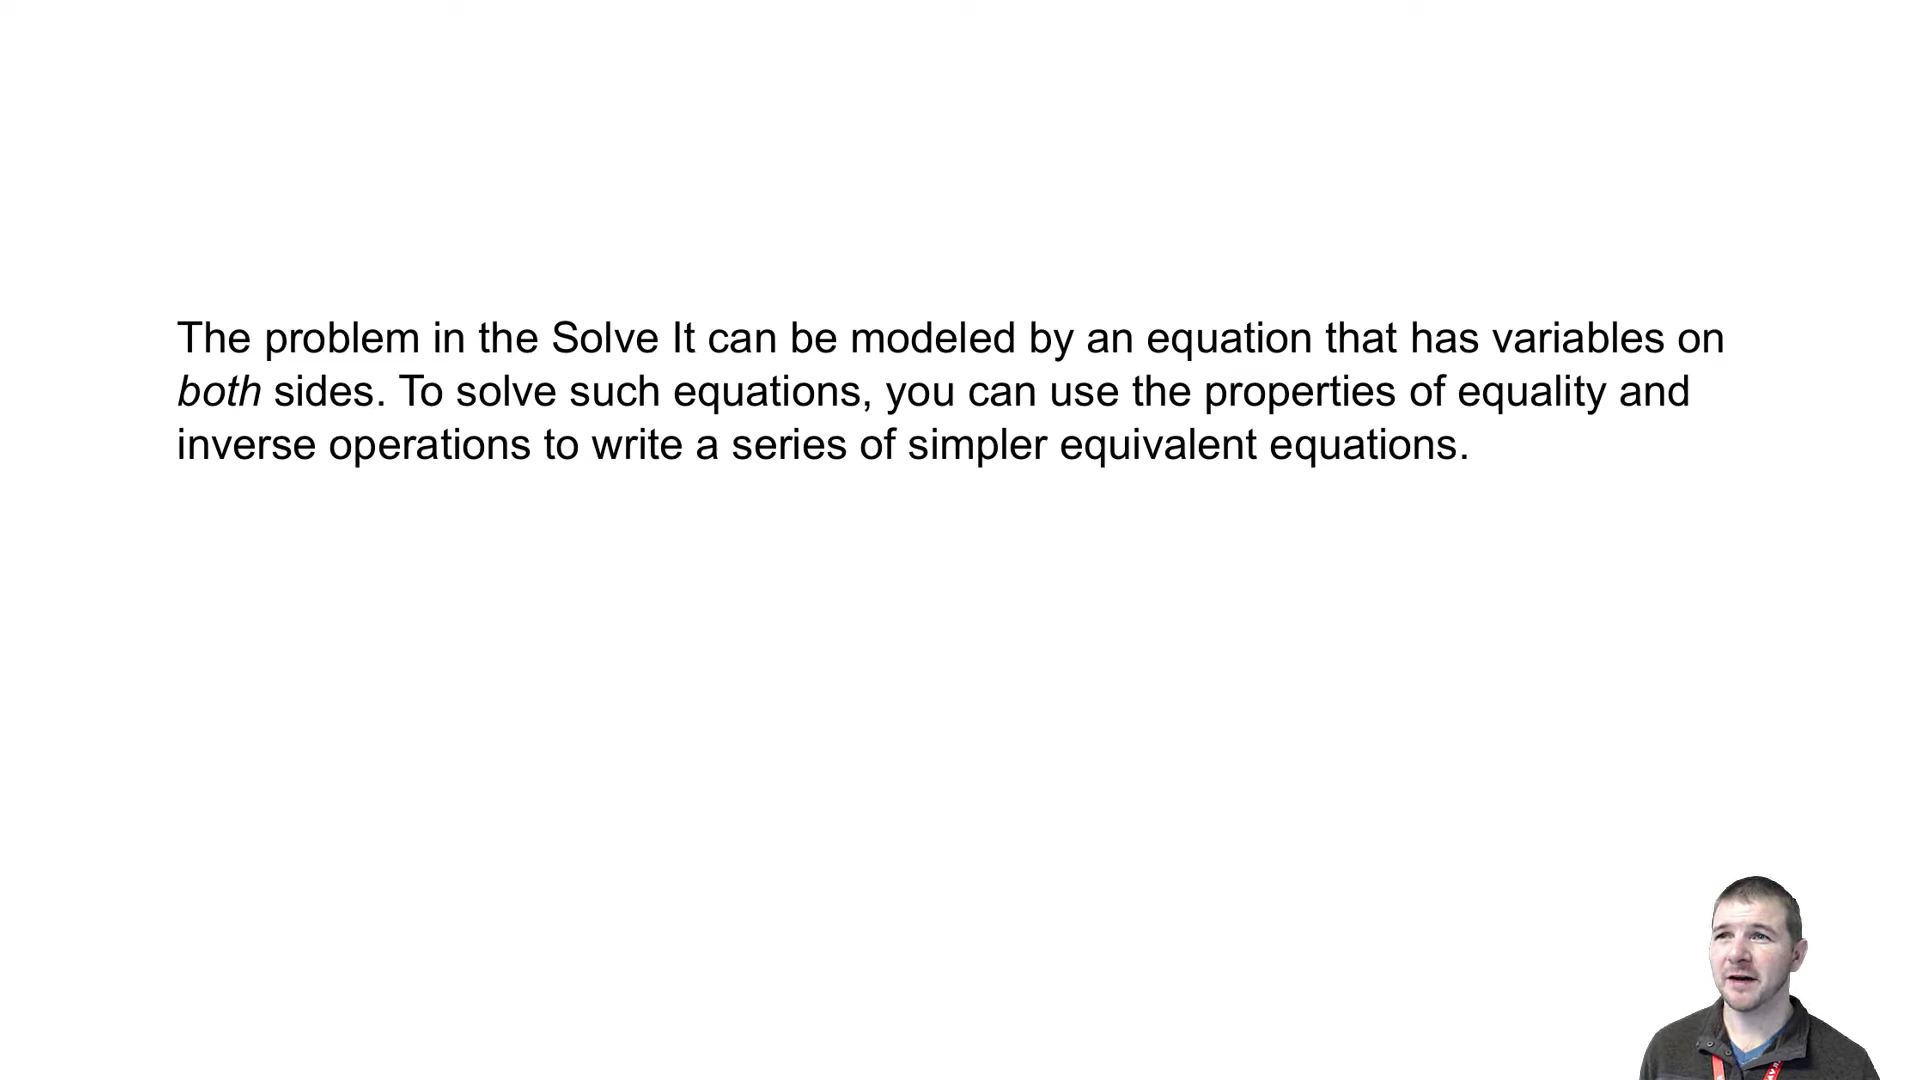 The problem in the Solve It can be modeled by an equation that has variables on
both sides. To solve such equations, you can use the properties of equality and
inverse operations to write a series of simpler equivalent equations.